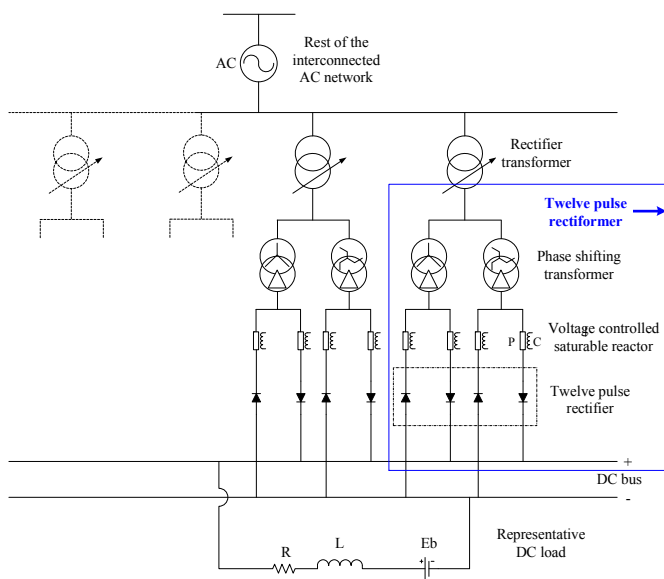 AC
Rest of the
interconnected
AC network
Rectifier
transformer
Twelve pulse
rectiformer
Phase shifting
transformer
Voltage controlled
saturable reactor
P
C
Twelve pulse
rectifier
+
DC bus
-
Representative
DC load
R
L
Eb
+
-